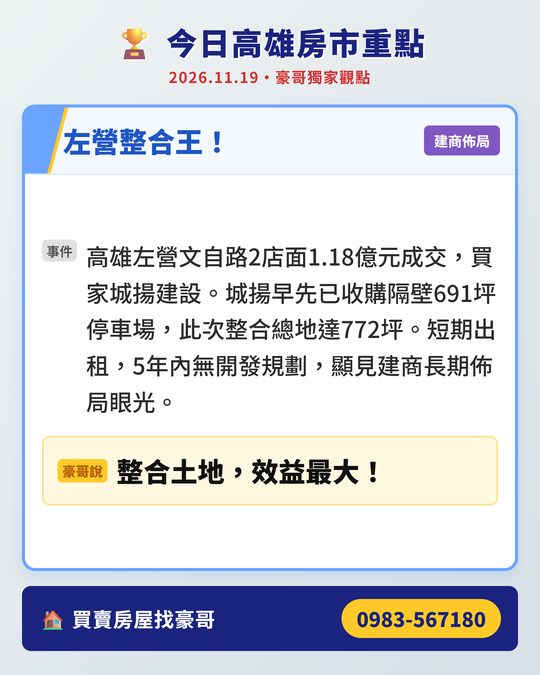 今日高雄房市重點
2026.11.19・豪哥獨家觀點
左營整合王！
建商佈局
事件
高雄左營文自路2店面1.18億元成交，買
家城揚建設。城揚早先已收購隔壁691坪
停車場，此次整合總地達772坪。短期出
租，5年內無開發規劃，顯見建商長期佈
局眼光。
豪哥說 整合土地，效益最大！
買賣房屋找豪哥
0983-567180